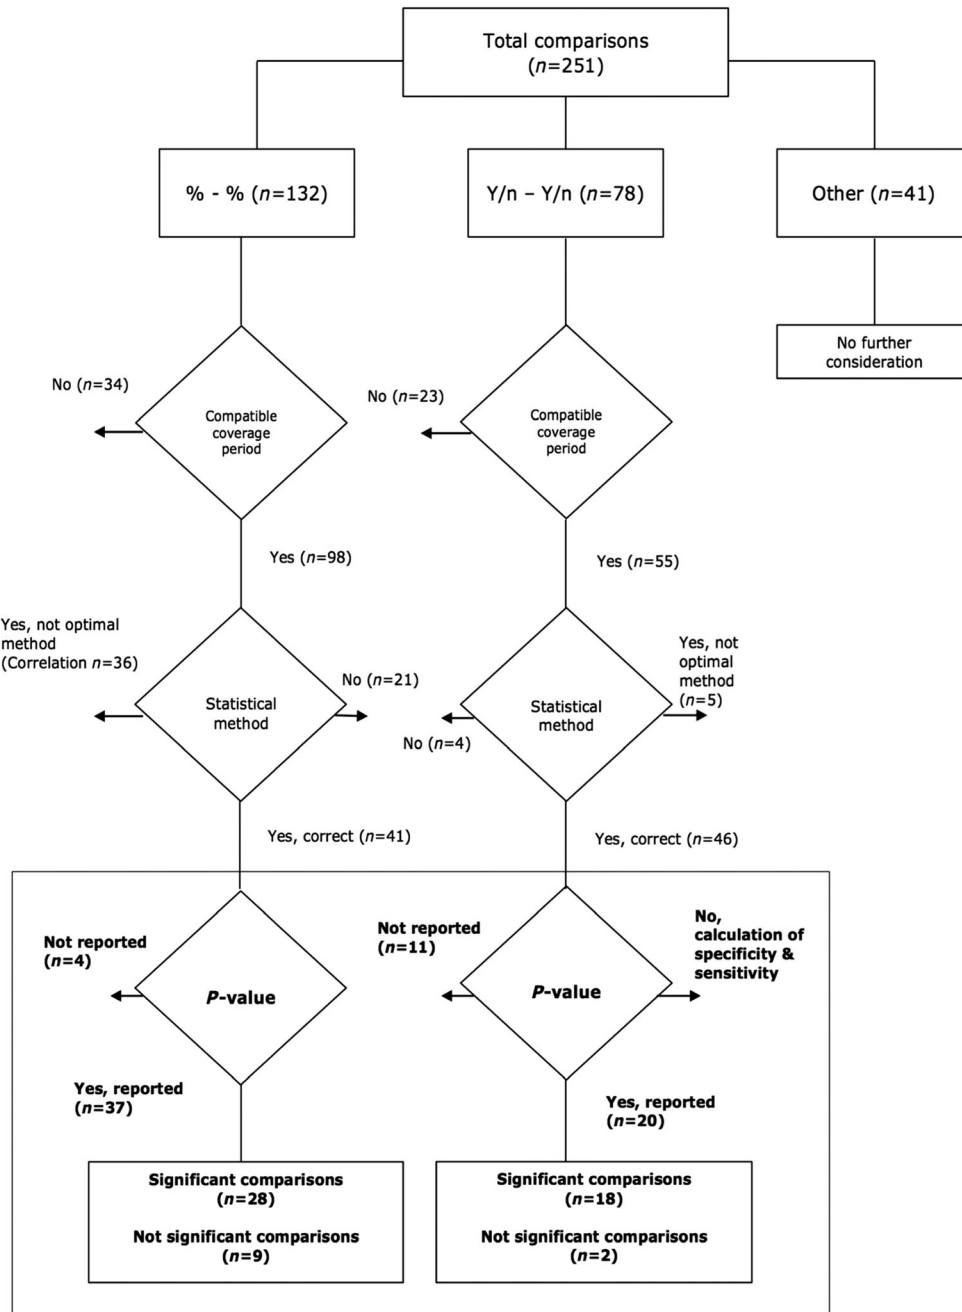 Total comparisons
(n=251)
% - % (n=132)
Y/n – Y/n (n=78)
Other (n=41)
No further
consideration
No (n=34)
Compatible
coverage
period
No (n=23)
Compatible
coverage
period
Yes (n=98)
Yes (n=55)
Yes, not optimal
method
(Correlation n=36)
Statistical
method
No (n=21)
Statistical
method
No (n=4)
Yes, not
optimal
method
(n=5)
Yes, correct (n=41)
Yes, correct (n=46)
Not reported
(n=4)
P-value
Not reported
(n=11)
P-value
No,
calculation of
specificity &
sensitivity
Yes, reported
(n=37)
Yes, reported
(n=20)
Significant comparisons
(n=28)
Not significant comparisons
(n=9)
Significant comparisons
(n=18)
Not significant comparisons
(n=2)